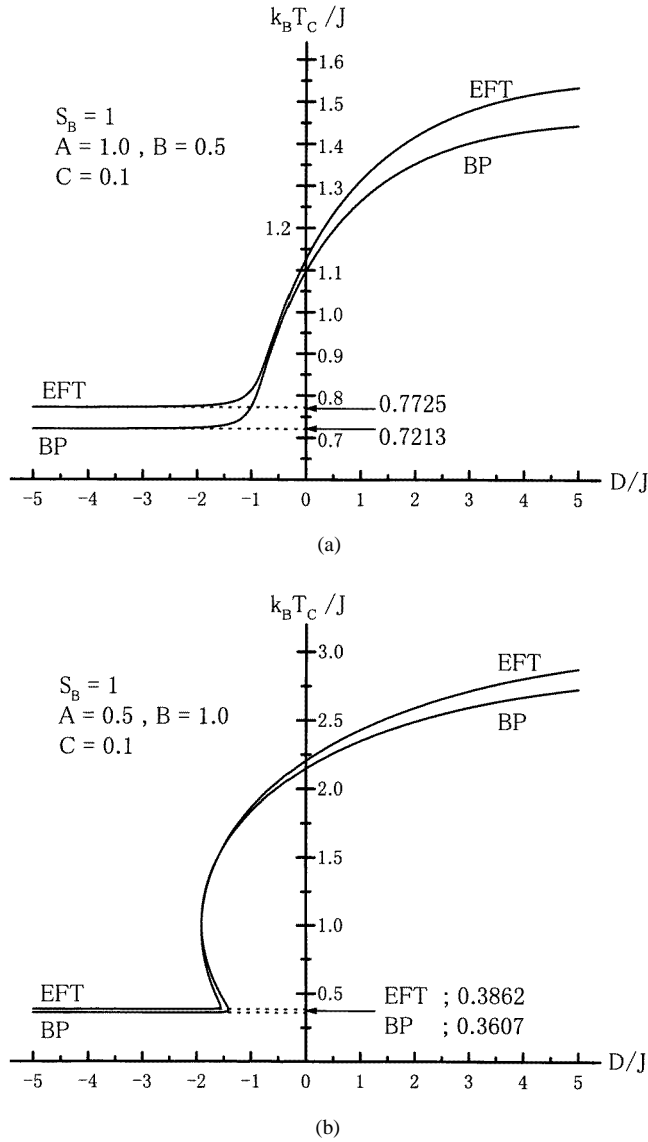 k_B T_C /J
1.6
EFT
1.5
S_B = 1
A = 1.0 , B = 0.5
C = 0.1
1.4
BP
1.3
1.2
1.1
1.0
0.9
EFT
0.8
0.7725
BP
0.7
0.7213
D/J
-5 -4 -3 -2 -1 0 1 2 3 4 5
(a)
k_B T_C /J
3.0
EFT
S_B = 1
A = 0.5 , B = 1.0
C = 0.1
BP
2.5
2.0
1.5
1.0
EFT
0.5
EFT ; 0.3862
BP
BP ; 0.3607
D/J
-5 -4 -3 -2 -1 0 1 2 3 4 5
(b)